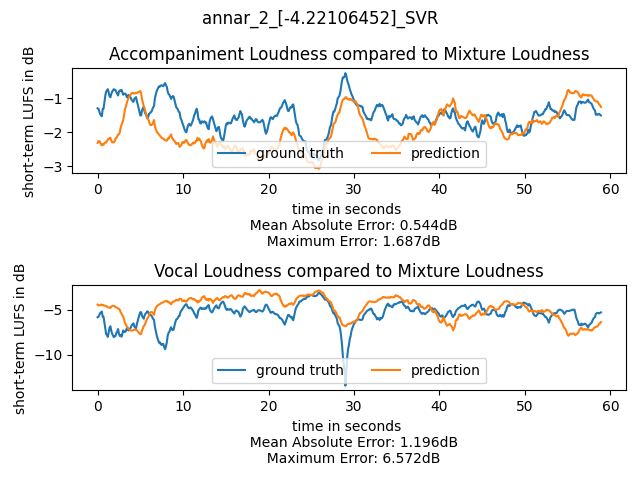 annar_2_[-4.22106452]_SVR
Accompaniment Loudness compared to Mixture Loudness
short-term LUFS in dB
−1
−2
−3
ground truth
prediction
0 10 20 30 40 50 60
time in seconds
Mean Absolute Error: 0.544dB
Maximum Error: 1.687dB
Vocal Loudness compared to Mixture Loudness
short-term LUFS in dB
−5
−10
ground truth
prediction
0 10 20 30 40 50 60
time in seconds
Mean Absolute Error: 1.196dB
Maximum Error: 6.572dB